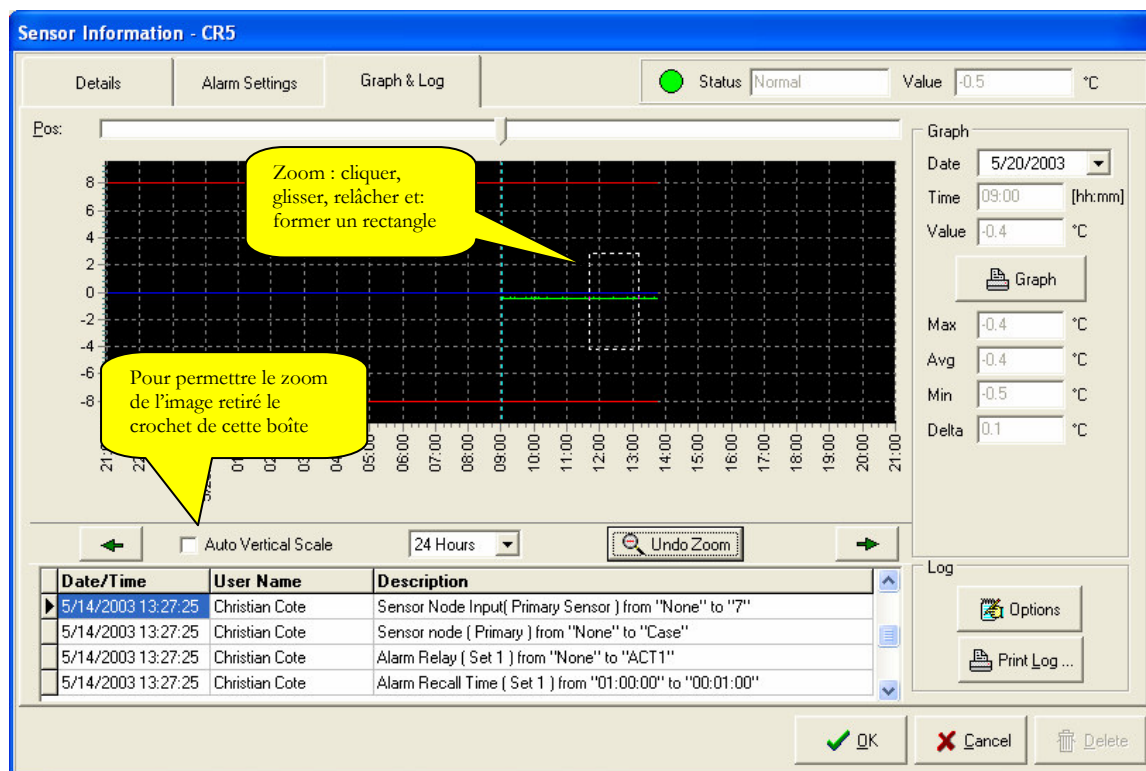 Sensor Information - CR5
Details
Alarm Settings
Graph & Log
Status Normal
Value -0.5 °C
Pos:
Zoom : cliquer,
glisser, relâcher et:
former un rectangle
8
6
4
2
0
-2
-4
-6
-8
Pour permettre le zoom
de l'image retiré le
crochet de cette boîte
21:00 01 02 03 04 05:00 06:00 07:00 08:00 09:00 10:00 11:00 12:00 13:00 14:00 15:00 16:00 17:00 18:00 19:00 20:00 21:00
Graph
Date 5/20/2003
Time 09:00 [hh:mm]
Value -0.4 °C
Graph
Max -0.4 °C
Avg -0.4 °C
Min -0.5 °C
Delta 0.1 °C
Auto Vertical Scale
24 Hours
Undo Zoom
Date/Time User Name Description
5/14/2003 13:27:25 Christian Cote Sensor Node Input( Primary Sensor ) from "None" to "7"
5/14/2003 13:27:25 Christian Cote Sensor node ( Primary ) from "None" to "Case"
5/14/2003 13:27:25 Christian Cote Alarm Relay ( Set 1 ) from "None" to "ACT1"
5/14/2003 13:27:25 Christian Cote Alarm Recall Time ( Set 1 ) from "01:00:00" to "00:01:00"
Log
Options
Print Log ...
OK
Cancel
Delete